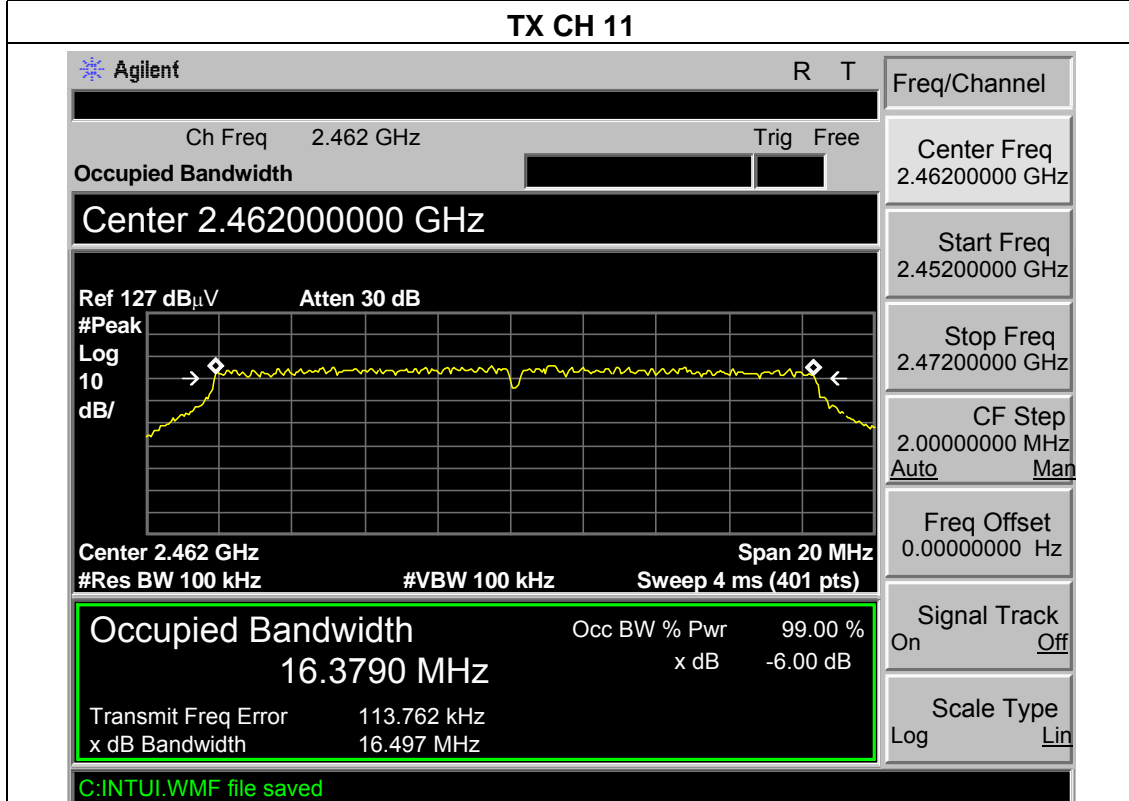 TX CH 11
Agilent R T
Freq/Channel
Ch Freq 2.462 GHz Trig Free
Occupied Bandwidth
Center 2.462000000 GHz
Center Freq
2.46200000 GHz
Start Freq
2.45200000 GHz
Stop Freq
2.47200000 GHz
CF Step
2.00000000 MHz
Auto Man
Freq Offset
0.00000000 Hz
Signal Track
On Off
Scale Type
Log Lin
Ref 127 dBμV Atten 30 dB
#Peak
Log
10
dB/
Center 2.462 GHz Span 20 MHz
#Res BW 100 kHz #VBW 100 kHz Sweep 4 ms (401 pts)
Occupied Bandwidth Occ BW % Pwr 99.00 %
16.3790 MHz x dB -6.00 dB
Transmit Freq Error 113.762 kHz
x dB Bandwidth 16.497 MHz
C:INTUI.WMF file saved